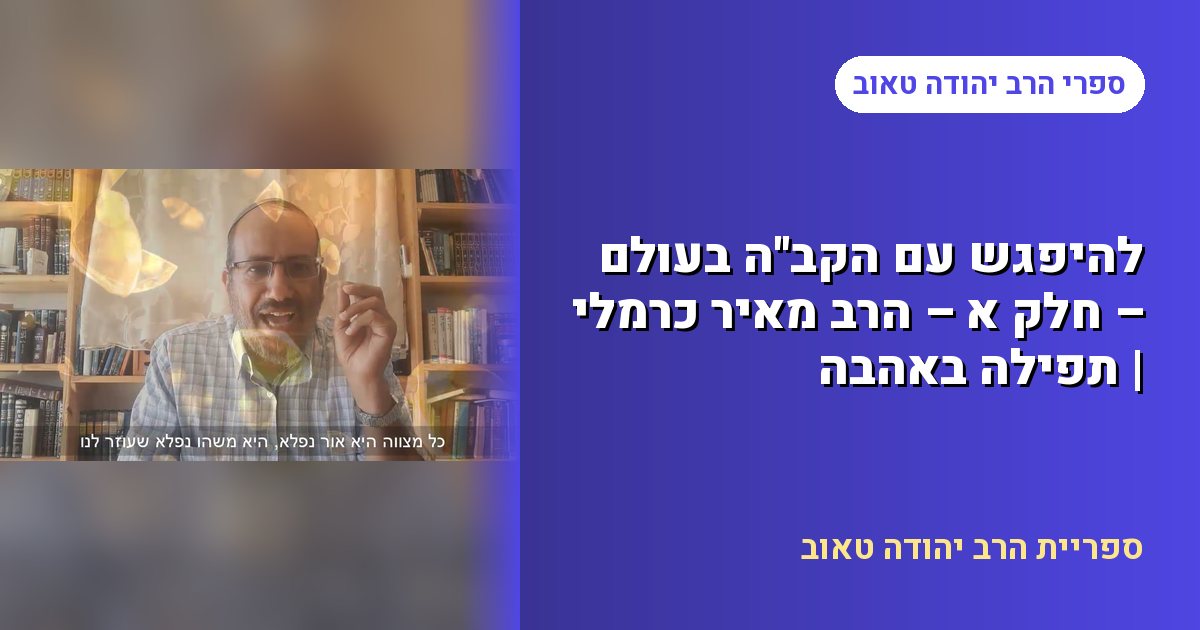 ספרי הרב יהודה טאוב
להיפגש עם הקב"ה בעולם
– חלק א – הרב מאיר כרמלי
| תפילה באהבה
כל מצווה היא אור נפלא, היא משהו נפלא שעוזר לנו
ספריית הרב יהודה טאוב